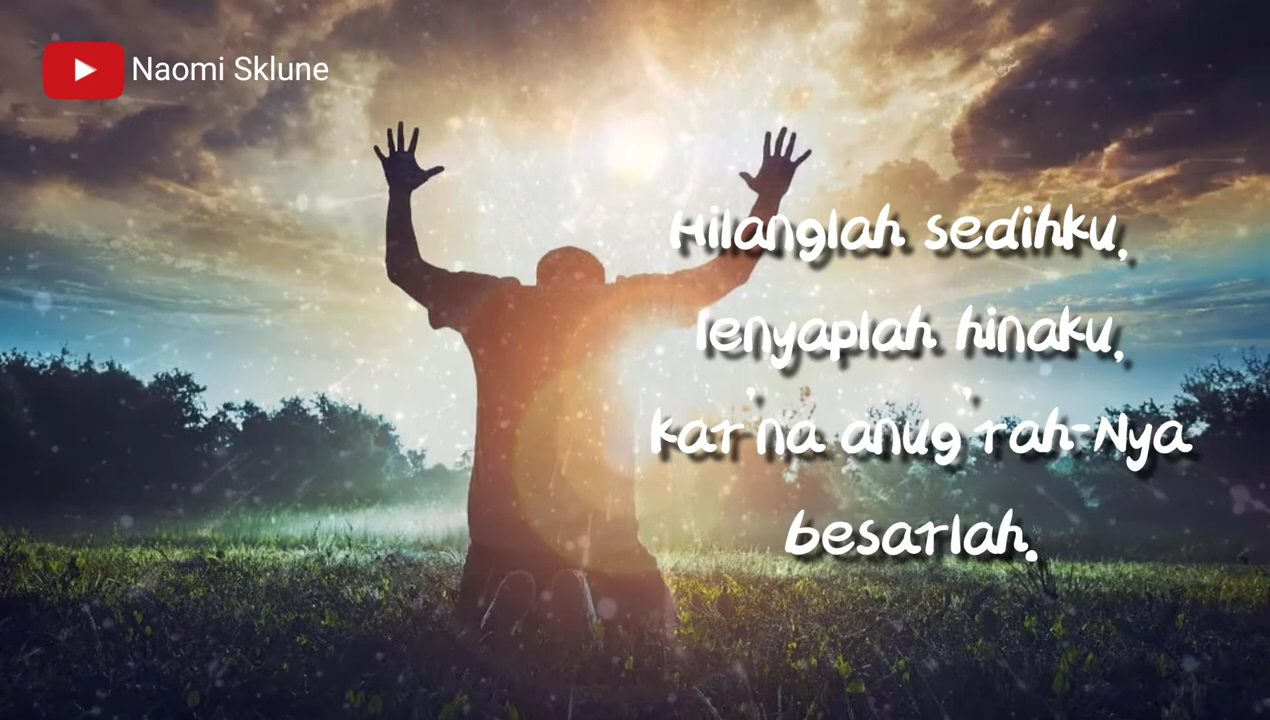 Naomi Sklune
Hilanglah sedihku,
lenyaplah hinaku,
kar'na anug'rah-Nya
besarlah.